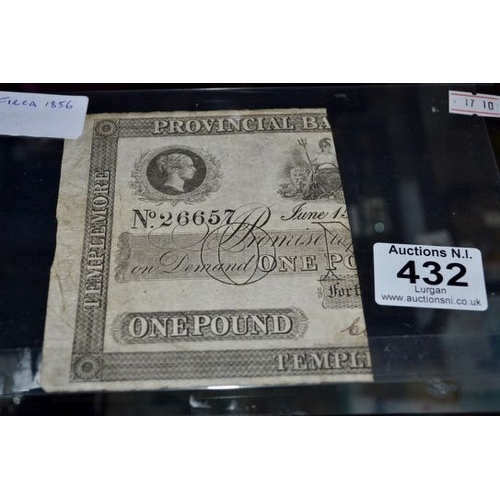 CIRCA 1856
17 10
PROVINCIAL BA
TEMPLEMORE
No. 26657
June 1
Promise to
on Demand ONE PO
For
ONE POUND
TEMPL
Auctions N.I.
432
Lurgan
www.auctionsni.co.uk